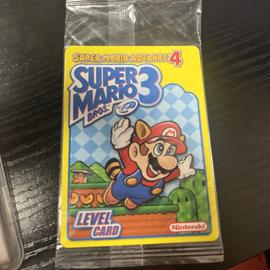 SUPER MARIO ADVANCE 4
SUPER
MARIO 3
BROS. e
LEVEL
CARD
Nintendo